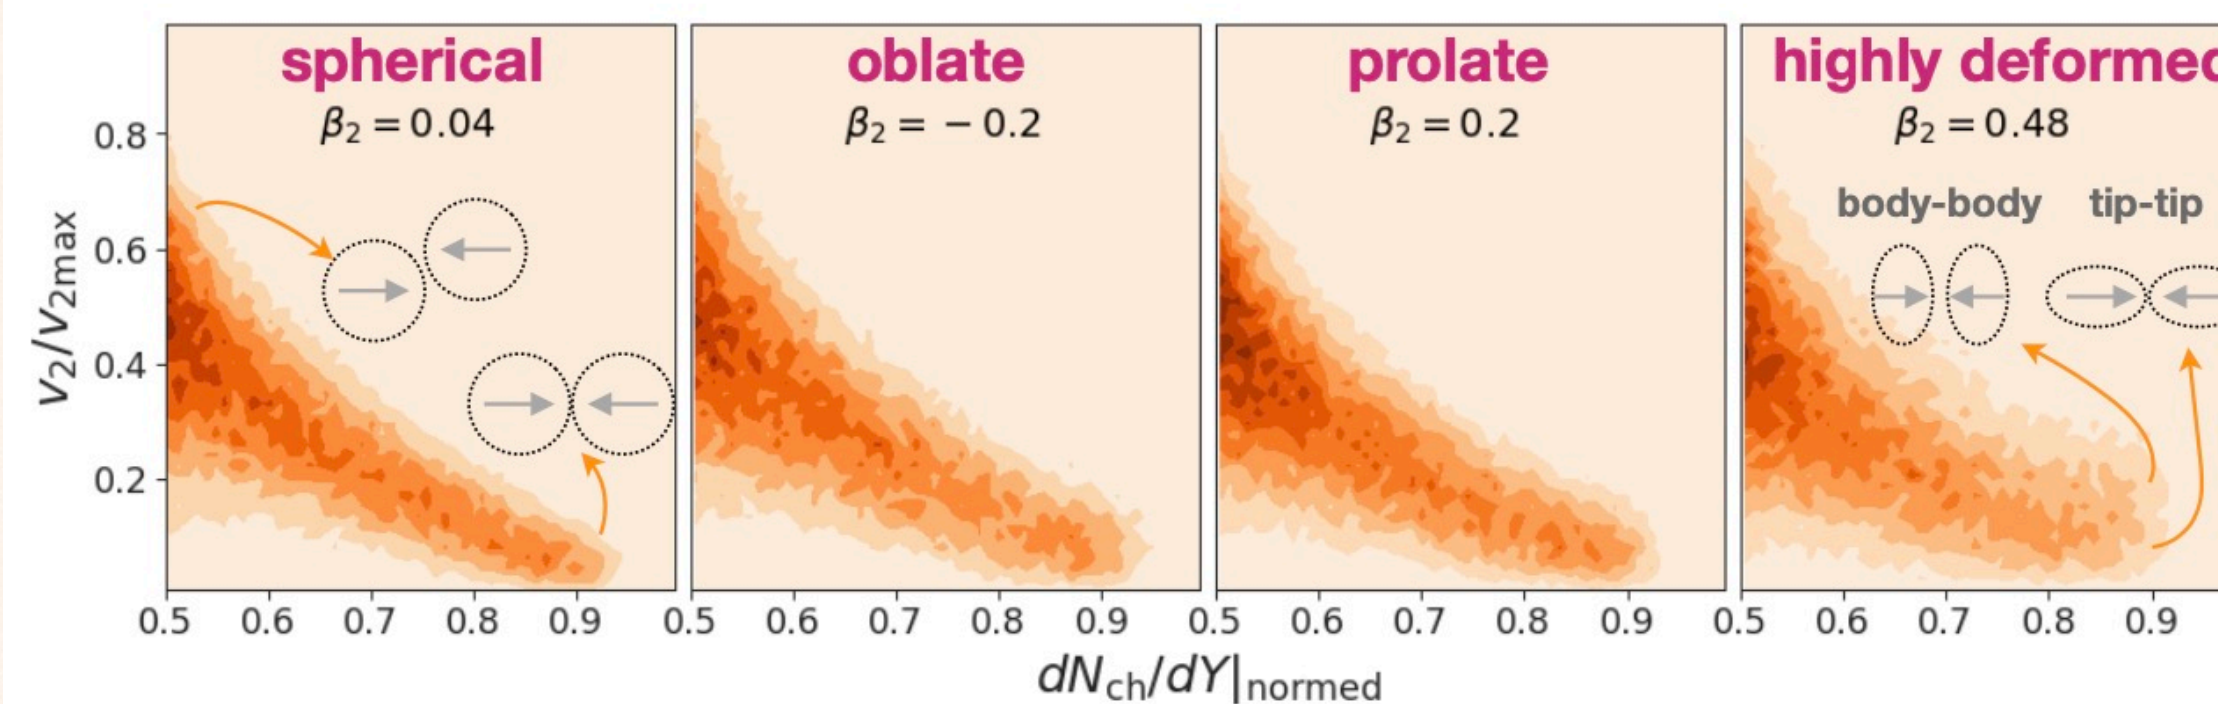 spherical
β₂ = 0.04
oblate
β₂ = − 0.2
prolate
β₂ = 0.2
highly deformed
β₂ = 0.48
body-body tip-tip
v₂/v₂max
0.8
0.6
0.4
0.2
0.5 0.6 0.7 0.8 0.9 0.5 0.6 0.7 0.8 0.9 0.5 0.6 0.7 0.8 0.9 0.5 0.6 0.7 0.8 0.9
dN_ch/dY|normed